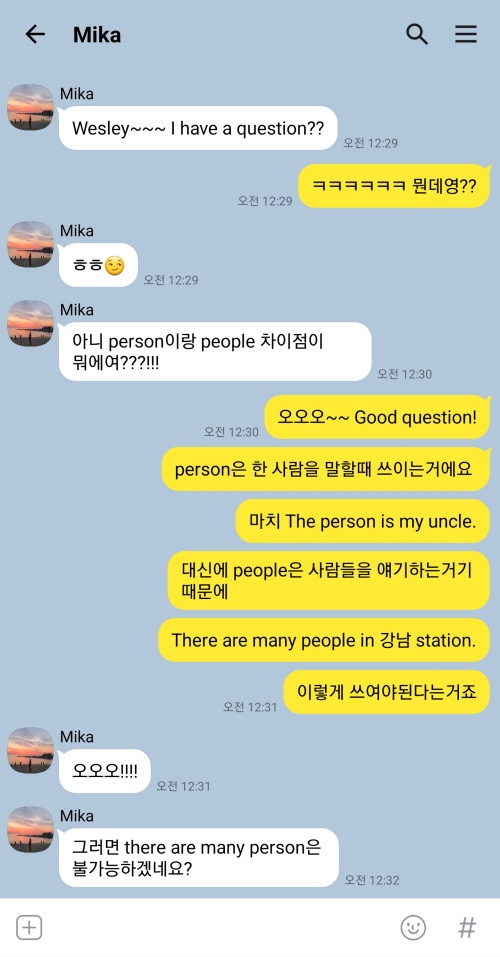 Mika
Mika
Wesley~~~ I have a question??
오전 12:29
ㅋㅋㅋㅋㅋㅋ 뭔데영??
오전 12:29
Mika
ㅎㅎ😏
오전 12:29
Mika
아니 person이랑 people 차이점이
뭐에여???!!!
오전 12:30
오오오~~ Good question!
오전 12:30
person은 한 사람을 말할때 쓰이는거에요
마치 The person is my uncle.
대신에 people은 사람들을 얘기하는거기
때문에
There are many people in 강남 station.
이렇게 쓰여야된다는거죠
오전 12:31
Mika
오오오!!!!
오전 12:31
Mika
그러면 there are many person은
불가능하겠네요?
오전 12:32
#